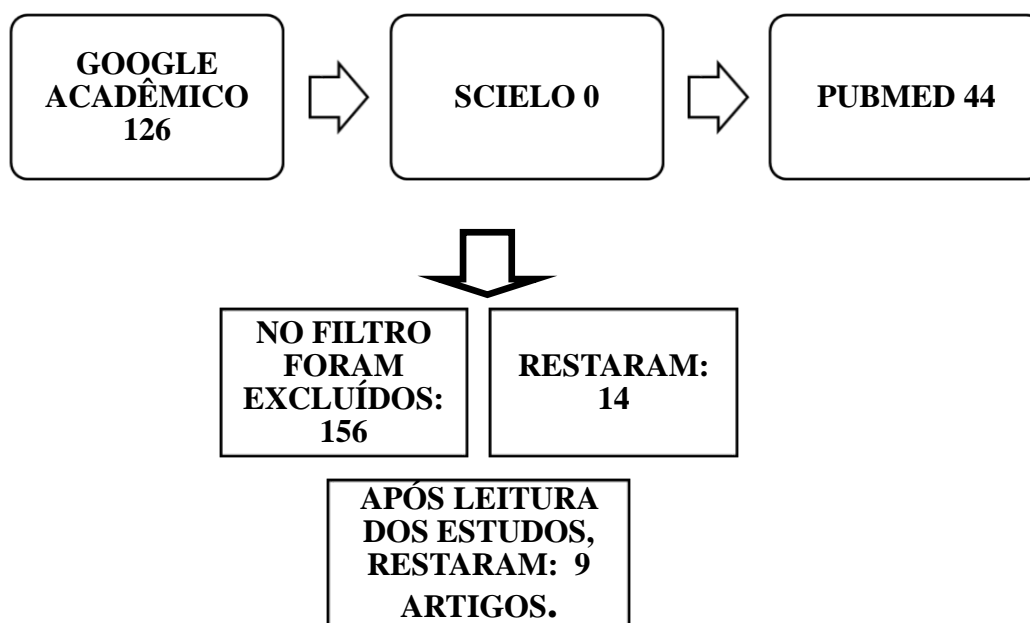 GOOGLE
ACADÊMICO
126
SCIELO 0
PUBMED 44
NO FILTRO
FORAM
EXCLUÍDOS:
156
RESTARAM:
14
APÓS LEITURA
DOS ESTUDOS,
RESTARAM: 9
ARTIGOS.